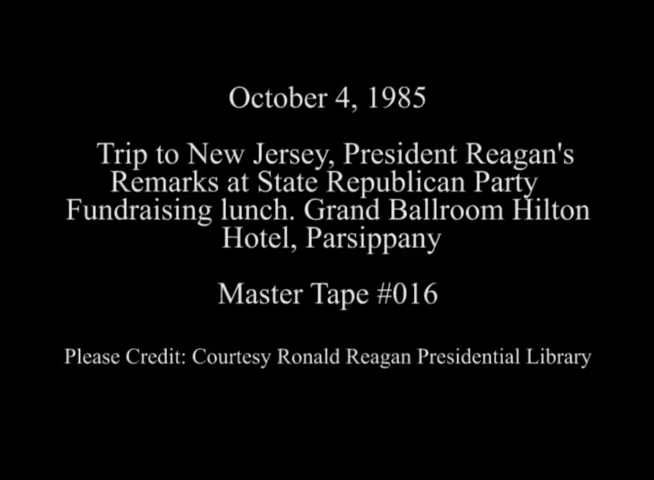 October 4, 1985
Trip to New Jersey, President Reagan's
Remarks at State Republican Party
Fundraising lunch. Grand Ballroom Hilton
Hotel, Parsippany
Master Tape #016
Please Credit: Courtesy Ronald Reagan Presidential Library